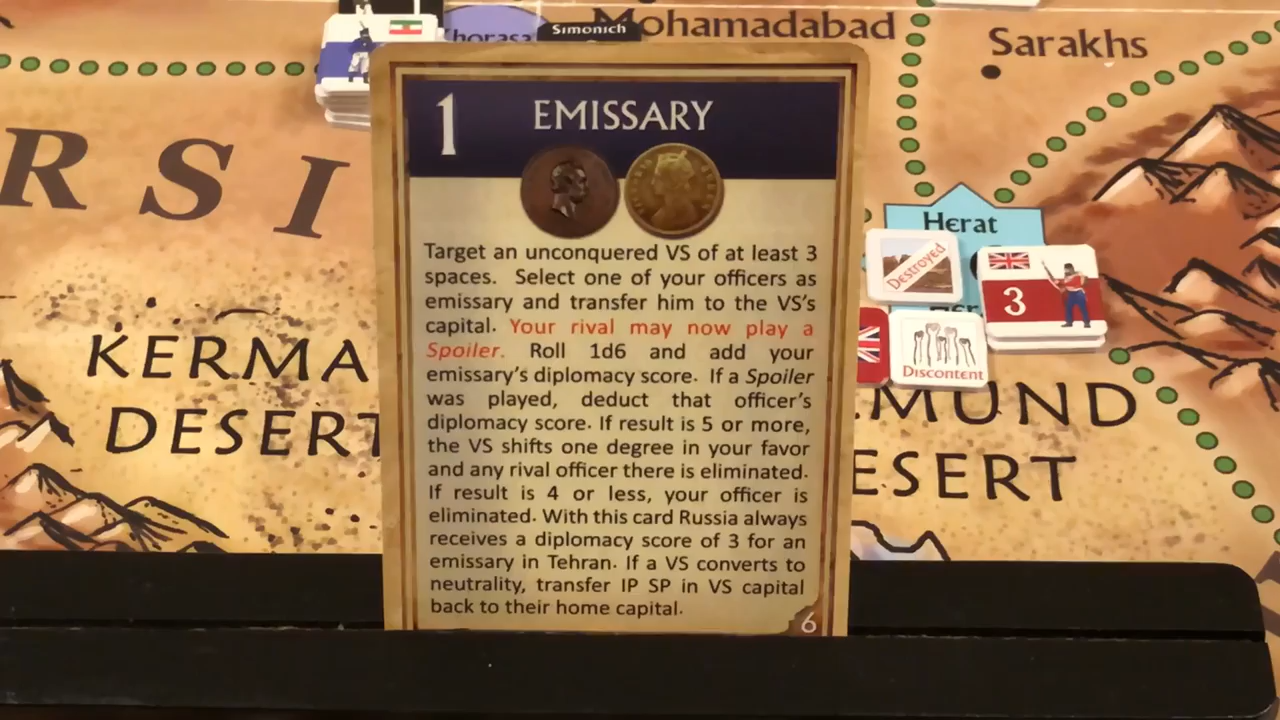 Simonich
Mohamadabad
Sarakhs
1 EMISSARY
Target an unconquered VS of at least 3
spaces. Select one of your officers as
emissary and transfer him to the VS's
capital. Your rival may now play a
Spoiler. Roll 1d6 and add your
emissary's diplomacy score. If a Spoiler
was played, deduct that officer's
diplomacy score. If result is 5 or more,
the VS shifts one degree in your favor
and any rival officer there is eliminated.
If result is 4 or less, your officer is
eliminated. With this card Russia always
receives a diplomacy score of 3 for an
emissary in Tehran. If a VS converts to
neutrality, transfer IP SP in VS capital
back to their home capital.
6
RSI
KERMA
DESERT
Herat
Destroyed
3
Discontent
MUND
ESERT